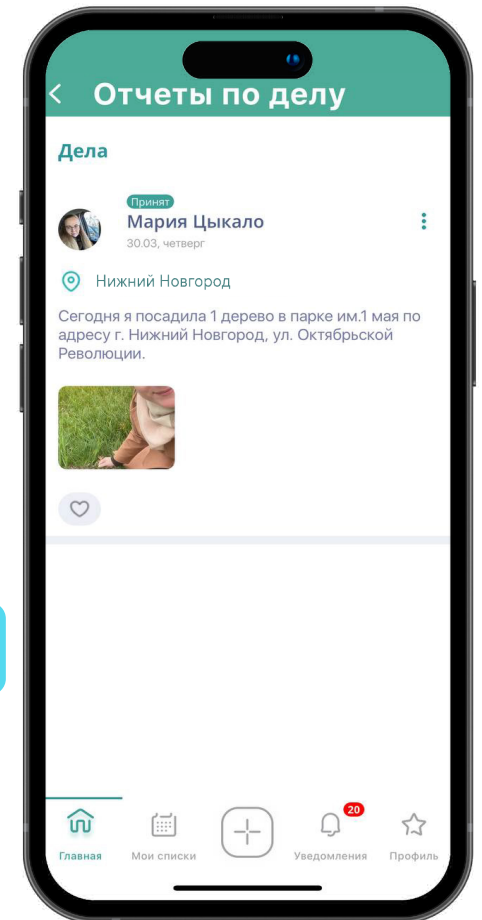 Отчеты по делу
Дела
Принят
Мария Цыкало
30.03, четверг
Нижний Новгород
Сегодня я посадила 1 дерево в парке им.1 мая по
адресу г. Нижний Новгород, ул. Октябрьской
Революции.
20
Главная Мои списки Уведомления Профиль